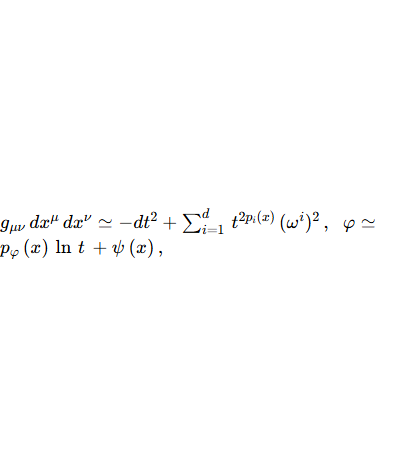 g_{μν} dx^μ dx^ν ≃ −dt² + ∑_{i=1}^{d} t^{2p_i(x)} (ω^i)² ,   φ ≃
p_φ (x) ln t + ψ (x) ,